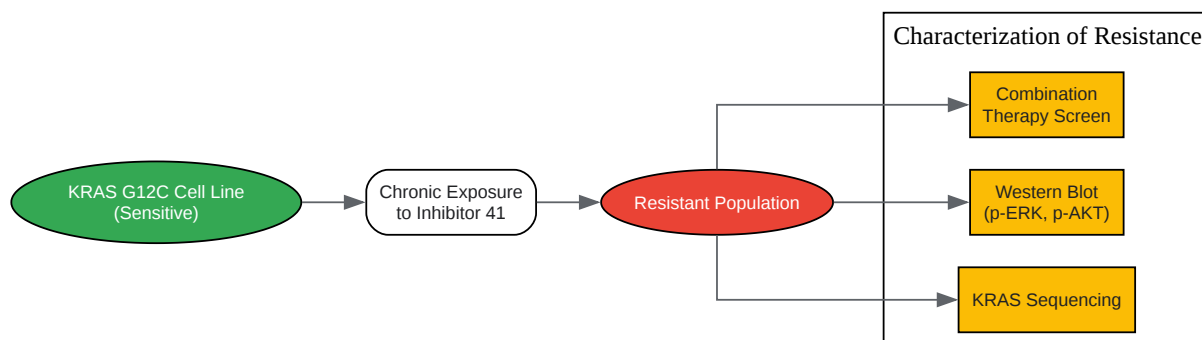 Characterization of Resistance
Combination
Therapy Screen
KRAS G12C Cell Line
(Sensitive)
Chronic Exposure
to Inhibitor 41
Resistant Population
Western Blot
(p-ERK, p-AKT)
KRAS Sequencing